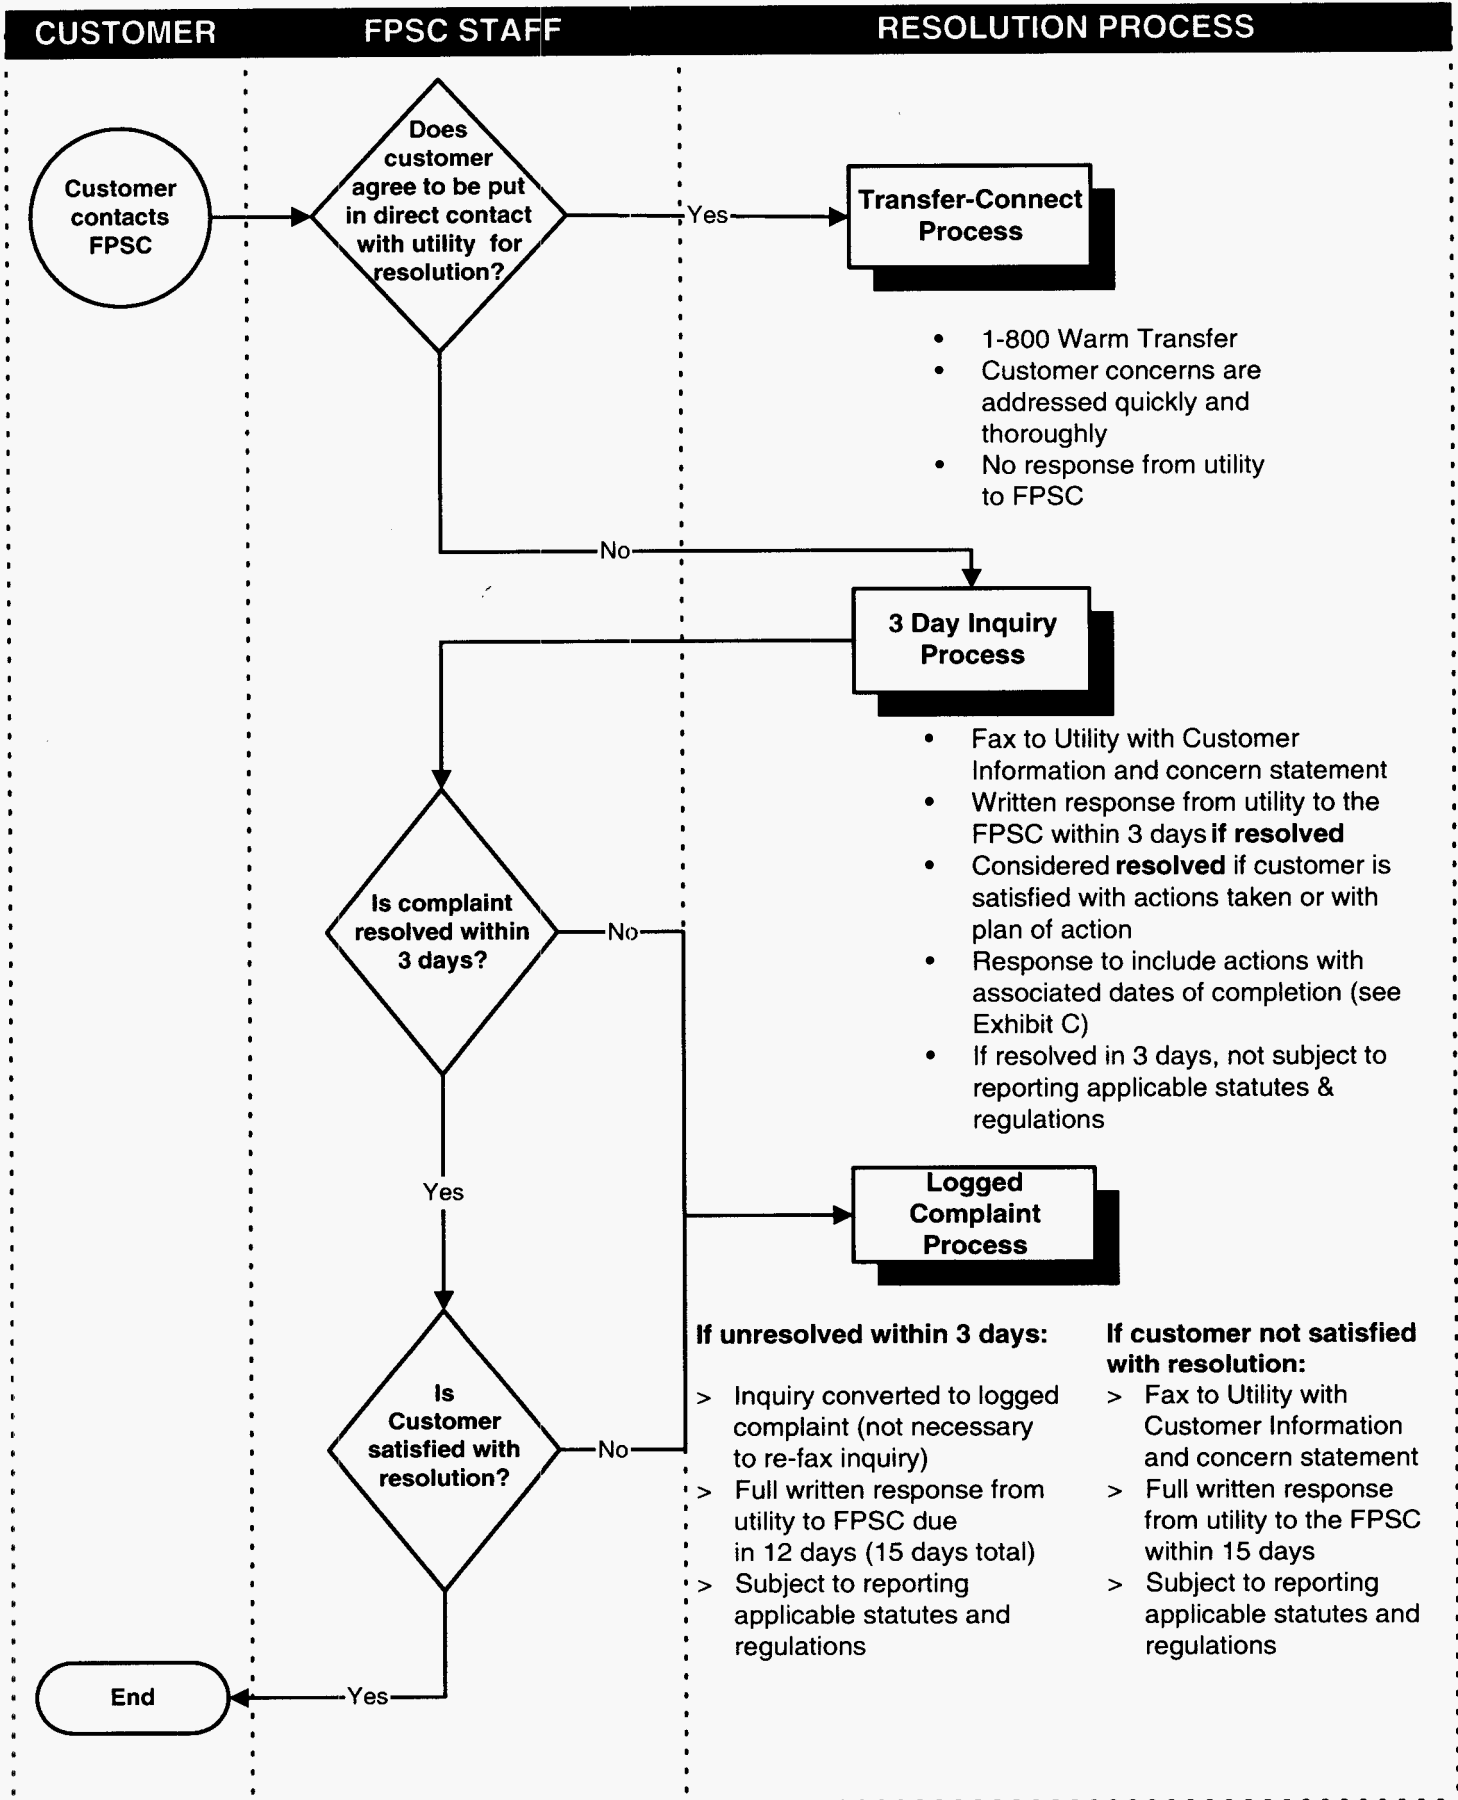 CUSTOMER
FPSC STAFF
RESOLUTION PROCESS
Customer
contacts
FPSC
Does
customer
agree to be put
in direct contact
with utility for
resolution?
Yes
Transfer-Connect
Process
• 1-800 Warm Transfer
• Customer concerns are
addressed quickly and
thoroughly
• No response from utility
to FPSC
No
3 Day Inquiry
Process
• Fax to Utility with Customer
Information and concern statement
• Written response from utility to the
FPSC within 3 days if resolved
• Considered resolved if customer is
satisfied with actions taken or with
plan of action
• Response to include actions with
associated dates of completion (see
Exhibit C)
• If resolved in 3 days, not subject to
reporting applicable statutes &
regulations
Is complaint
resolved within
3 days?
No
Yes
Logged
Complaint
Process
Is
Customer
satisfied with
resolution?
No
If unresolved within 3 days:
> Inquiry converted to logged
complaint (not necessary
to re-fax inquiry)
> Full written response from
utility to FPSC due
in 12 days (15 days total)
> Subject to reporting
applicable statutes and
regulations
If customer not satisfied
with resolution:
> Fax to Utility with
Customer Information
and concern statement
> Full written response
from utility to the FPSC
within 15 days
> Subject to reporting
applicable statutes and
regulations
Yes
End